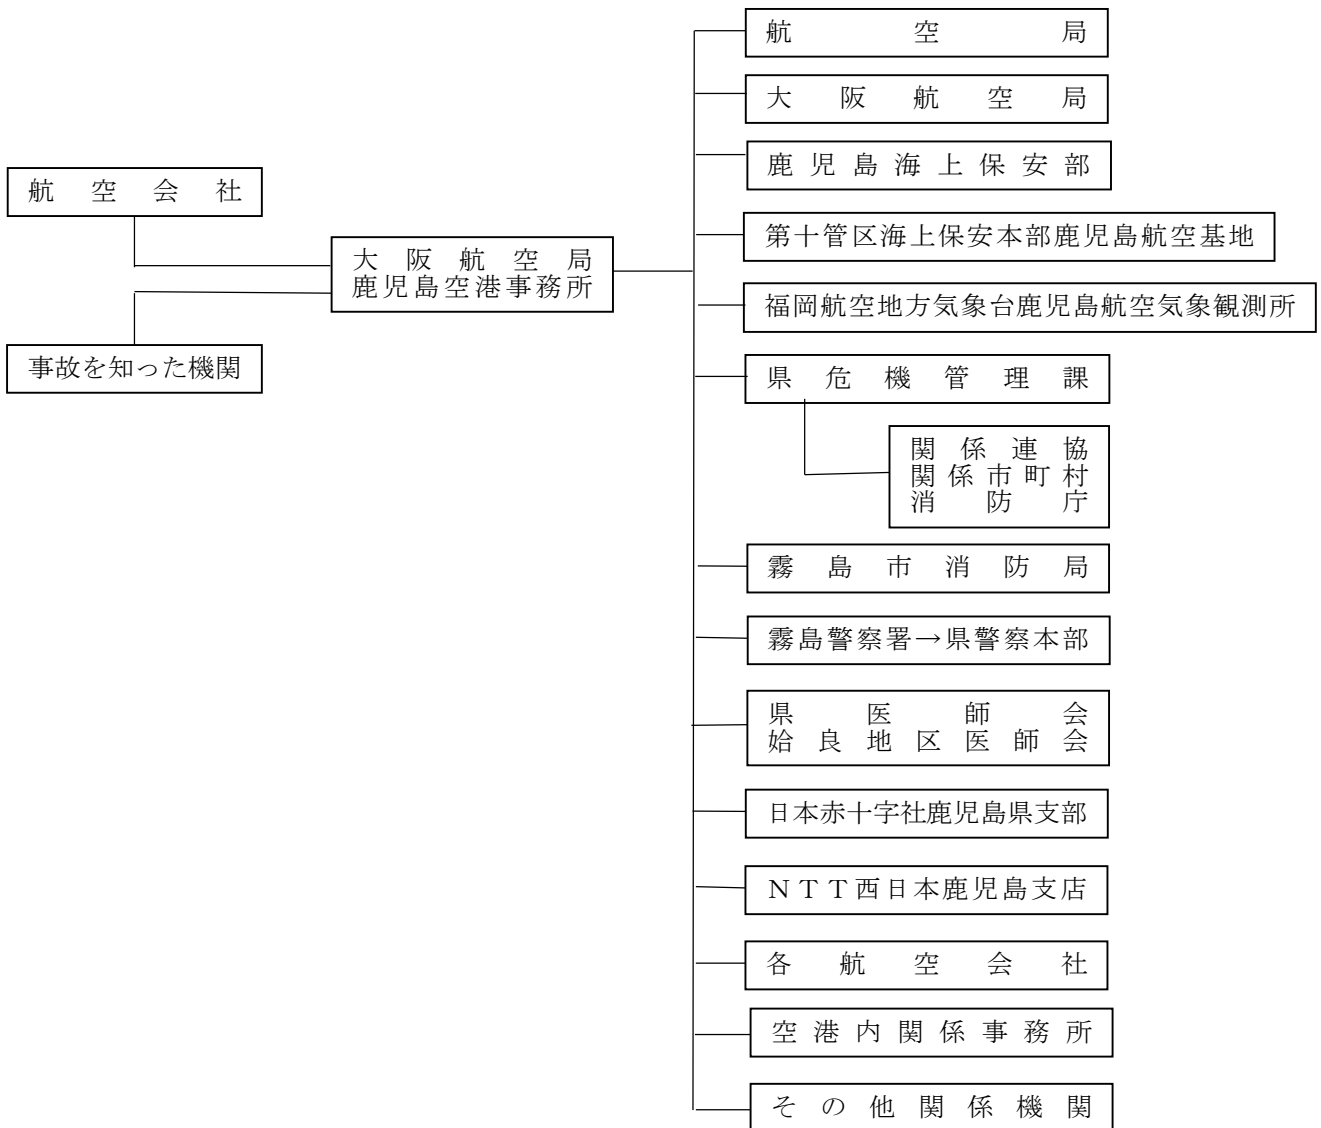 航空局
大阪航空局
鹿児島海上保安部
航空会社
第十管区海上保安本部鹿児島航空基地
大阪航空局
鹿児島空港事務所
福岡航空地方気象台鹿児島航空気象観測所
事故を知った機関
県危機管理課
関係連協
関係市町村
消防庁
霧島市消防局
霧島警察署→県警察本部
県医師会
姶良地区医師会
日本赤十字社鹿児島県支部
ＮＴＴ西日本鹿児島支店
各航空会社
空港内関係事務所
その他関係機関